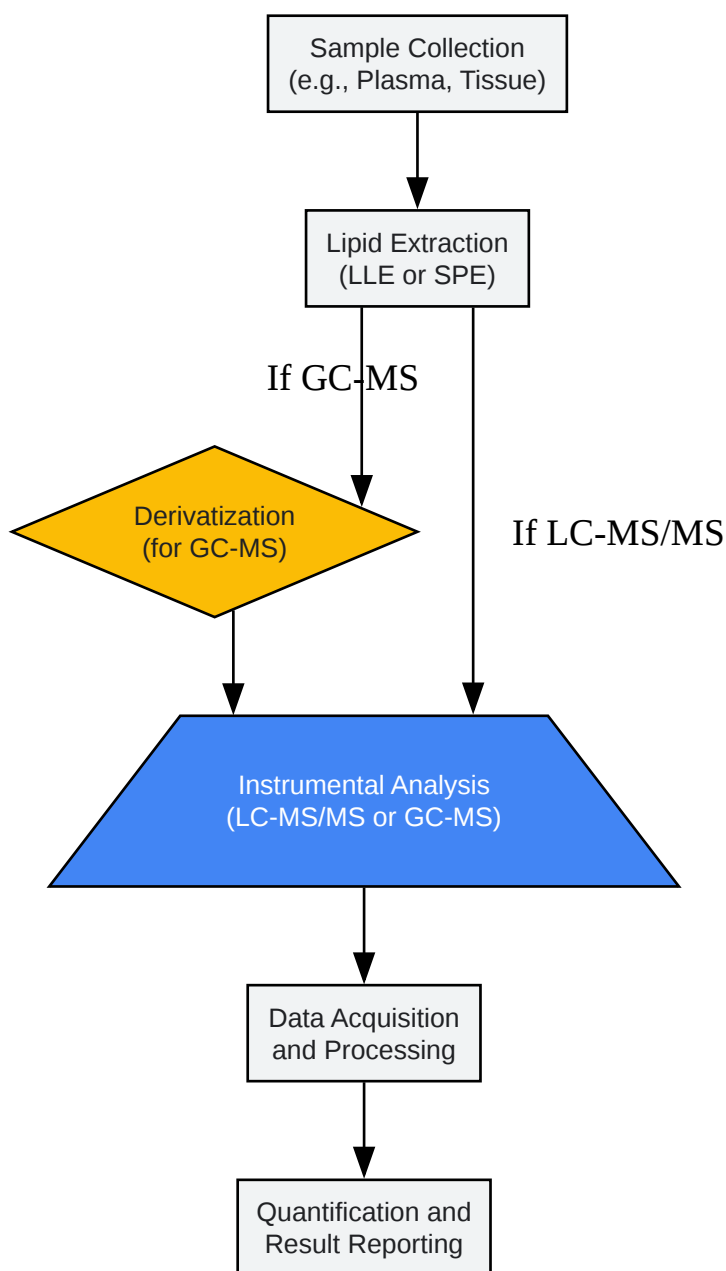 Sample Collection
(e.g., Plasma, Tissue)
Lipid Extraction
(LLE or SPE)
If GC-MS
Derivatization
(for GC-MS)
If LC-MS/MS
Instrumental Analysis
(LC-MS/MS or GC-MS)
Data Acquisition
and Processing
Quantification and
Result Reporting